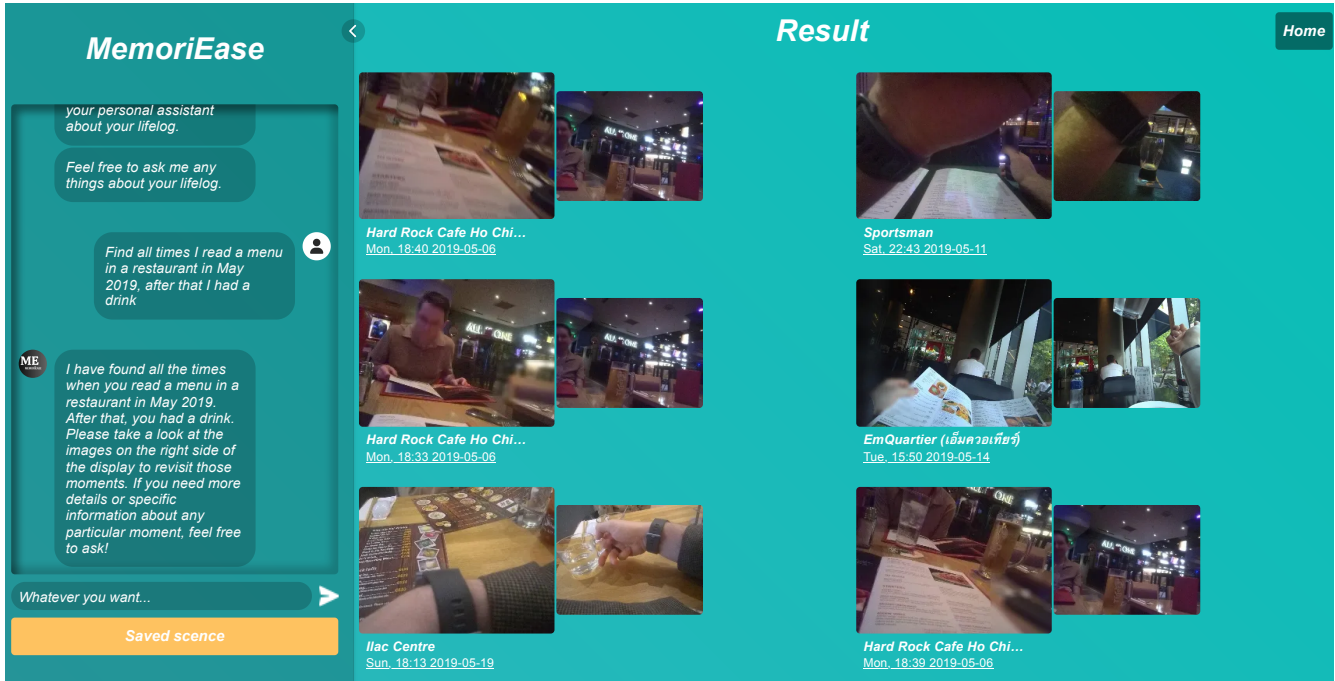 MemoriEase
your personal assistant
about your lifelog.
Feel free to ask me any
things about your lifelog.
Find all times I read a menu
in a restaurant in May
2019, after that I had a
drink
ME
I have found all the times
when you read a menu in a
restaurant in May 2019.
After that, you had a drink.
Please take a look at the
images on the right side of
the display to revisit those
moments. If you need more
details or specific
information about any
particular moment, feel free
to ask!
Whatever you want...
Saved scence
Result
Home
ALL
ONE
Hard Rock Cafe Ho Chi...
Mon, 18:40 2019-05-06
Sportsman
Sat, 22:43 2019-05-11
ALL
ONE
Hard Rock Cafe Ho Chi...
Mon, 18:33 2019-05-06
EmQuartier (เอ็มควอเทียร์)
Tue, 15:50 2019-05-14
Ilac Centre
Sun, 18:13 2019-05-19
ONE
ALL
ONE
Hard Rock Cafe Ho Chi...
Mon, 18:39 2019-05-06